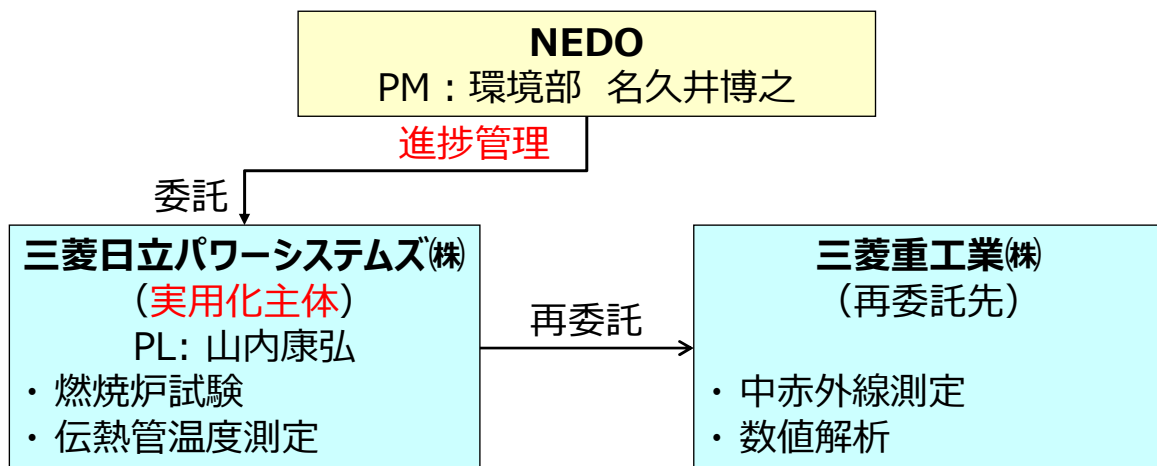 NEDO
PM：環境部 名久井博之
進捗管理
委託
三菱日立パワーシステムズ㈱
（実用化主体）
PL: 山内康弘
・ 燃焼炉試験
・ 伝熱管温度測定
再委託
三菱重工業㈱
（再委託先）
・ 中赤外線測定
・ 数値解析